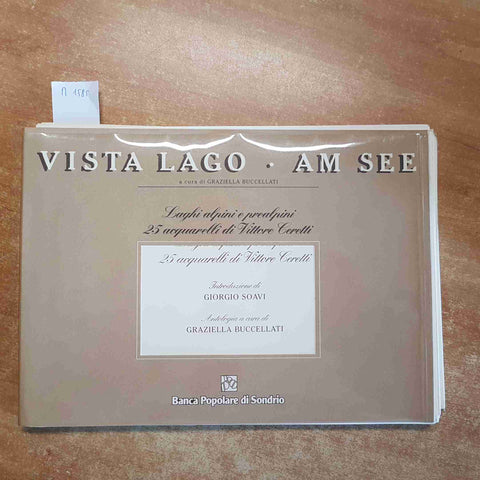 VISTA LAGO · AM SEE
a cura di GRAZIELLA BUCCELLATI
Laghi alpini e prealpini
25 acquarelli di Vittore Ceretti
25 acquarelli di Vittore Ceretti
Introduzione di
GIORGIO SOAVI
Antologia a cura di
GRAZIELLA BUCCELLATI
Banca Popolare di Sondrio